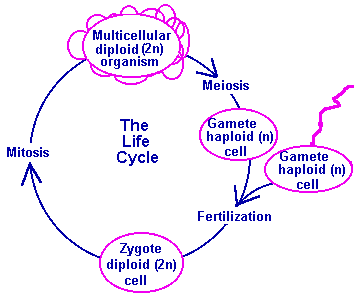 Multicellular
diploid (2n)
organism
Meiosis
The
Life
Cycle
Gamete
haploid (n)
cell
Mitosis
Gamete
haploid (n)
cell
Fertilization
Zygote
diploid (2n)
cell